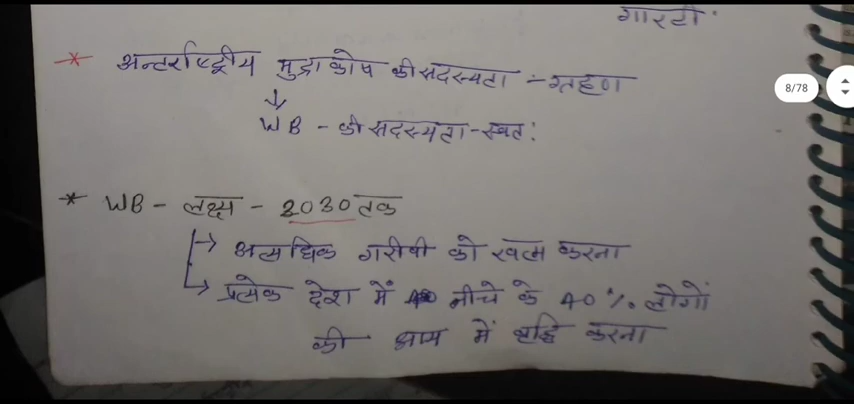 गारंटी
* अन्तर्राष्ट्रीय मुद्रा कोष की सदस्यता - ग्रहण
↓
WB - की सदस्यता - स्वतः
8/78
* WB - लक्ष्य - 2030 तक
→ अत्यधिक गरीबी को खत्म करना
→ प्रत्येक देश में नीचे के 40% लोगों
की आय में वृद्धि करना